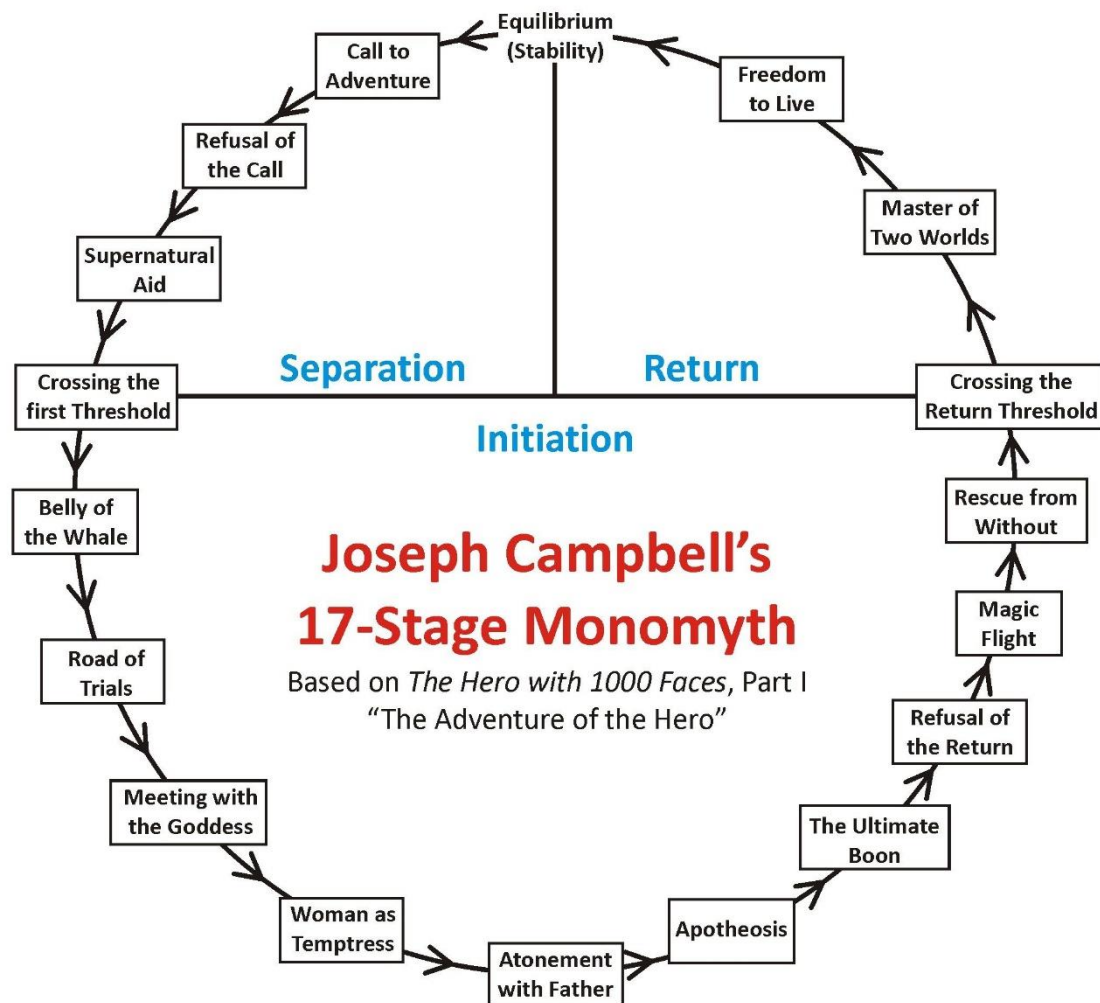 Equilibrium
(Stability)
Call to
Adventure
Refusal of
the Call
Supernatural
Aid
Crossing the
first Threshold
Belly of
the Whale
Road of
Trials
Meeting with
the Goddess
Woman as
Temptress
Atonement
with Father
Apotheosis
The Ultimate
Boon
Refusal of
the Return
Magic
Flight
Rescue from
Without
Crossing the
Return Threshold
Master of
Two Worlds
Freedom
to Live
Separation
Return
Initiation
Joseph Campbell’s
17-Stage Monomyth
Based on The Hero with 1000 Faces, Part I
“The Adventure of the Hero”